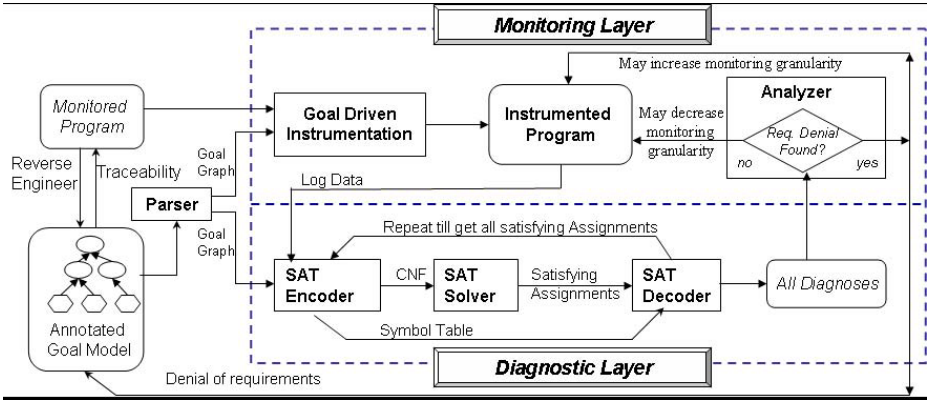 Monitoring Layer
May increase monitoring granularity
Monitored
Program
Goal Driven
Instrumentation
Instrumented
Program
May decrease
monitoring
granularity
Analyzer
Req. Denial
Found?
no
yes
Reverse
Engineer
Traceability
Goal
Graph
Log Data
Parser
Goal
Graph
Repeat till get all satisfying Assignments
SAT
Encoder
CNF
SAT
Solver
Satisfying
Assignments
SAT
Decoder
All Diagnoses
Symbol Table
Annotated
Goal Model
Denial of requirements
Diagnostic Layer